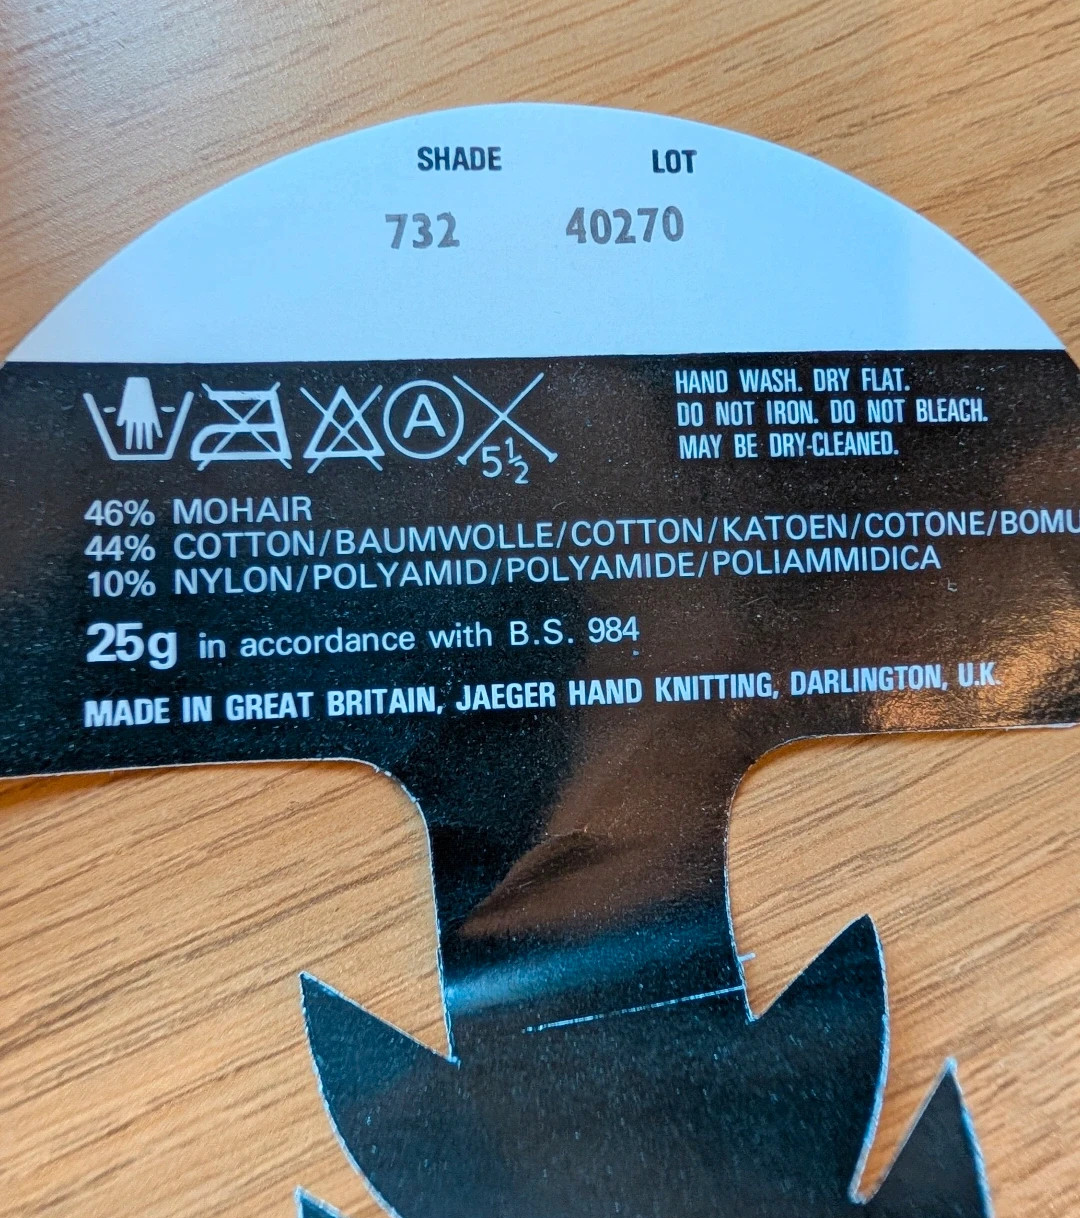 SHADE LOT
732 40270
HAND WASH. DRY FLAT.
DO NOT IRON. DO NOT BLEACH.
MAY BE DRY-CLEANED.
A
5½
46% MOHAIR
44% COTTON/BAUMWOLLE/COTTON/KATOEN/COTONE/BOMU
10% NYLON/POLYAMID/POLYAMIDE/POLIAMMIDICA
25g in accordance with B.S. 984
MADE IN GREAT BRITAIN, JAEGER HAND KNITTING, DARLINGTON, U.K.